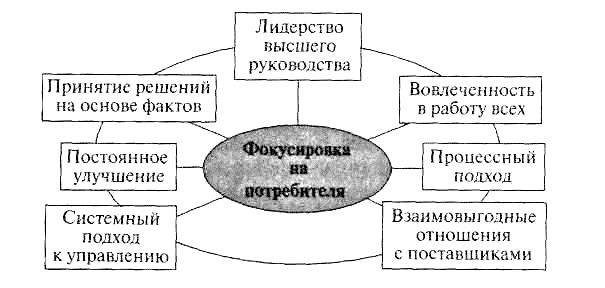 Лидерство
высшего
руководства
Принятие решений
на основе фактов
Вовлеченность
в работу всех
Фокусировка
на
потребителя
Постоянное
улучшение
Процессный
подход
Системный
подход
к управлению
Взаимовыгодные
отношения
с поставщиками